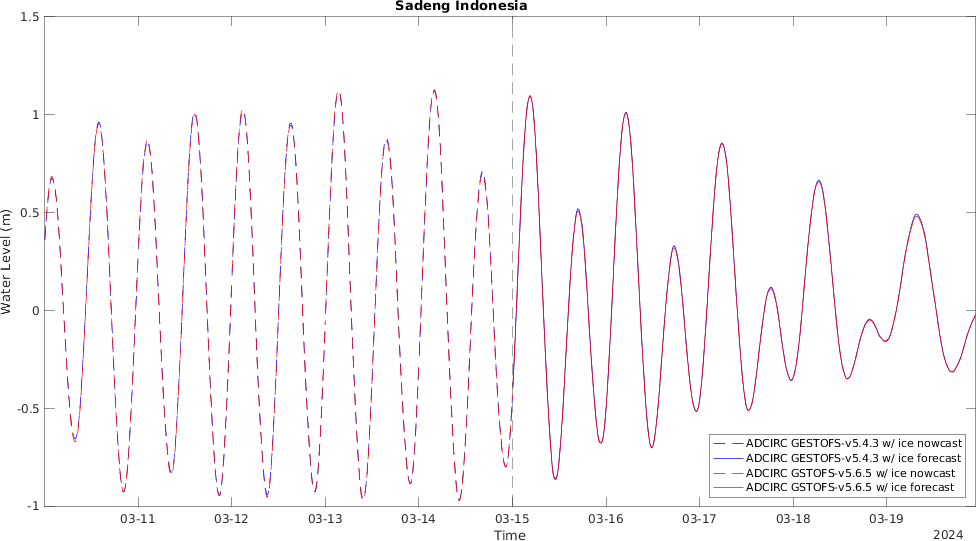 Sadeng Indonesia
1.5
1
0.5
0
-0.5
-1
Water Level (m)
ADCIRC GESTOFS-v5.4.3 w/ ice nowcast
ADCIRC GESTOFS-v5.4.3 w/ ice forecast
ADCIRC GSTOFS-v5.6.5 w/ ice nowcast
ADCIRC GSTOFS-v5.6.5 w/ ice forecast
03-11 03-12 03-13 03-14 03-15 03-16 03-17 03-18 03-19
Time
2024